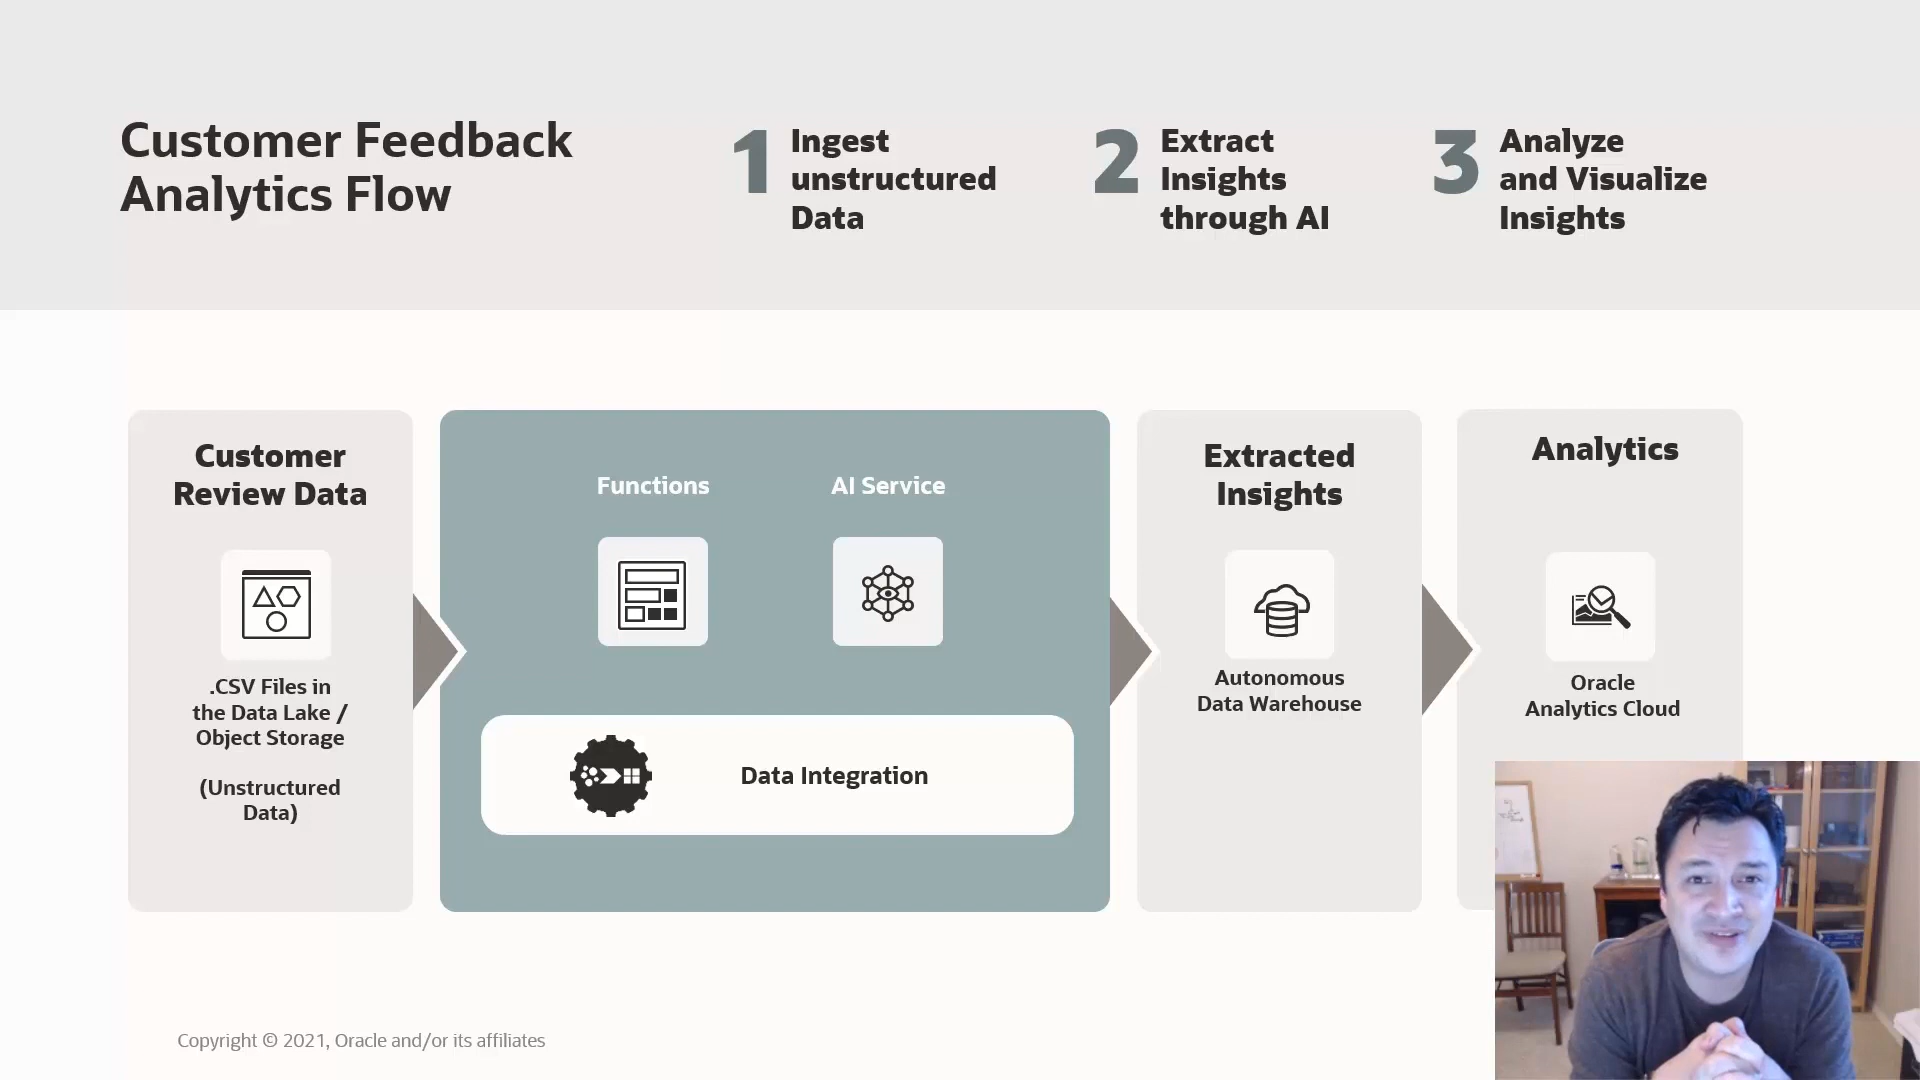 Customer Feedback
Analytics Flow
1
Ingest
unstructured
Data
2
Extract
Insights
through AI
3
Analyze
and Visualize
Insights
Customer
Review Data
.CSV Files in
the Data Lake /
Object Storage
(Unstructured
Data)
Functions
AI Service
Data Integration
Extracted
Insights
Autonomous
Data Warehouse
Analytics
Oracle
Analytics Cloud
Copyright © 2021, Oracle and/or its affiliates